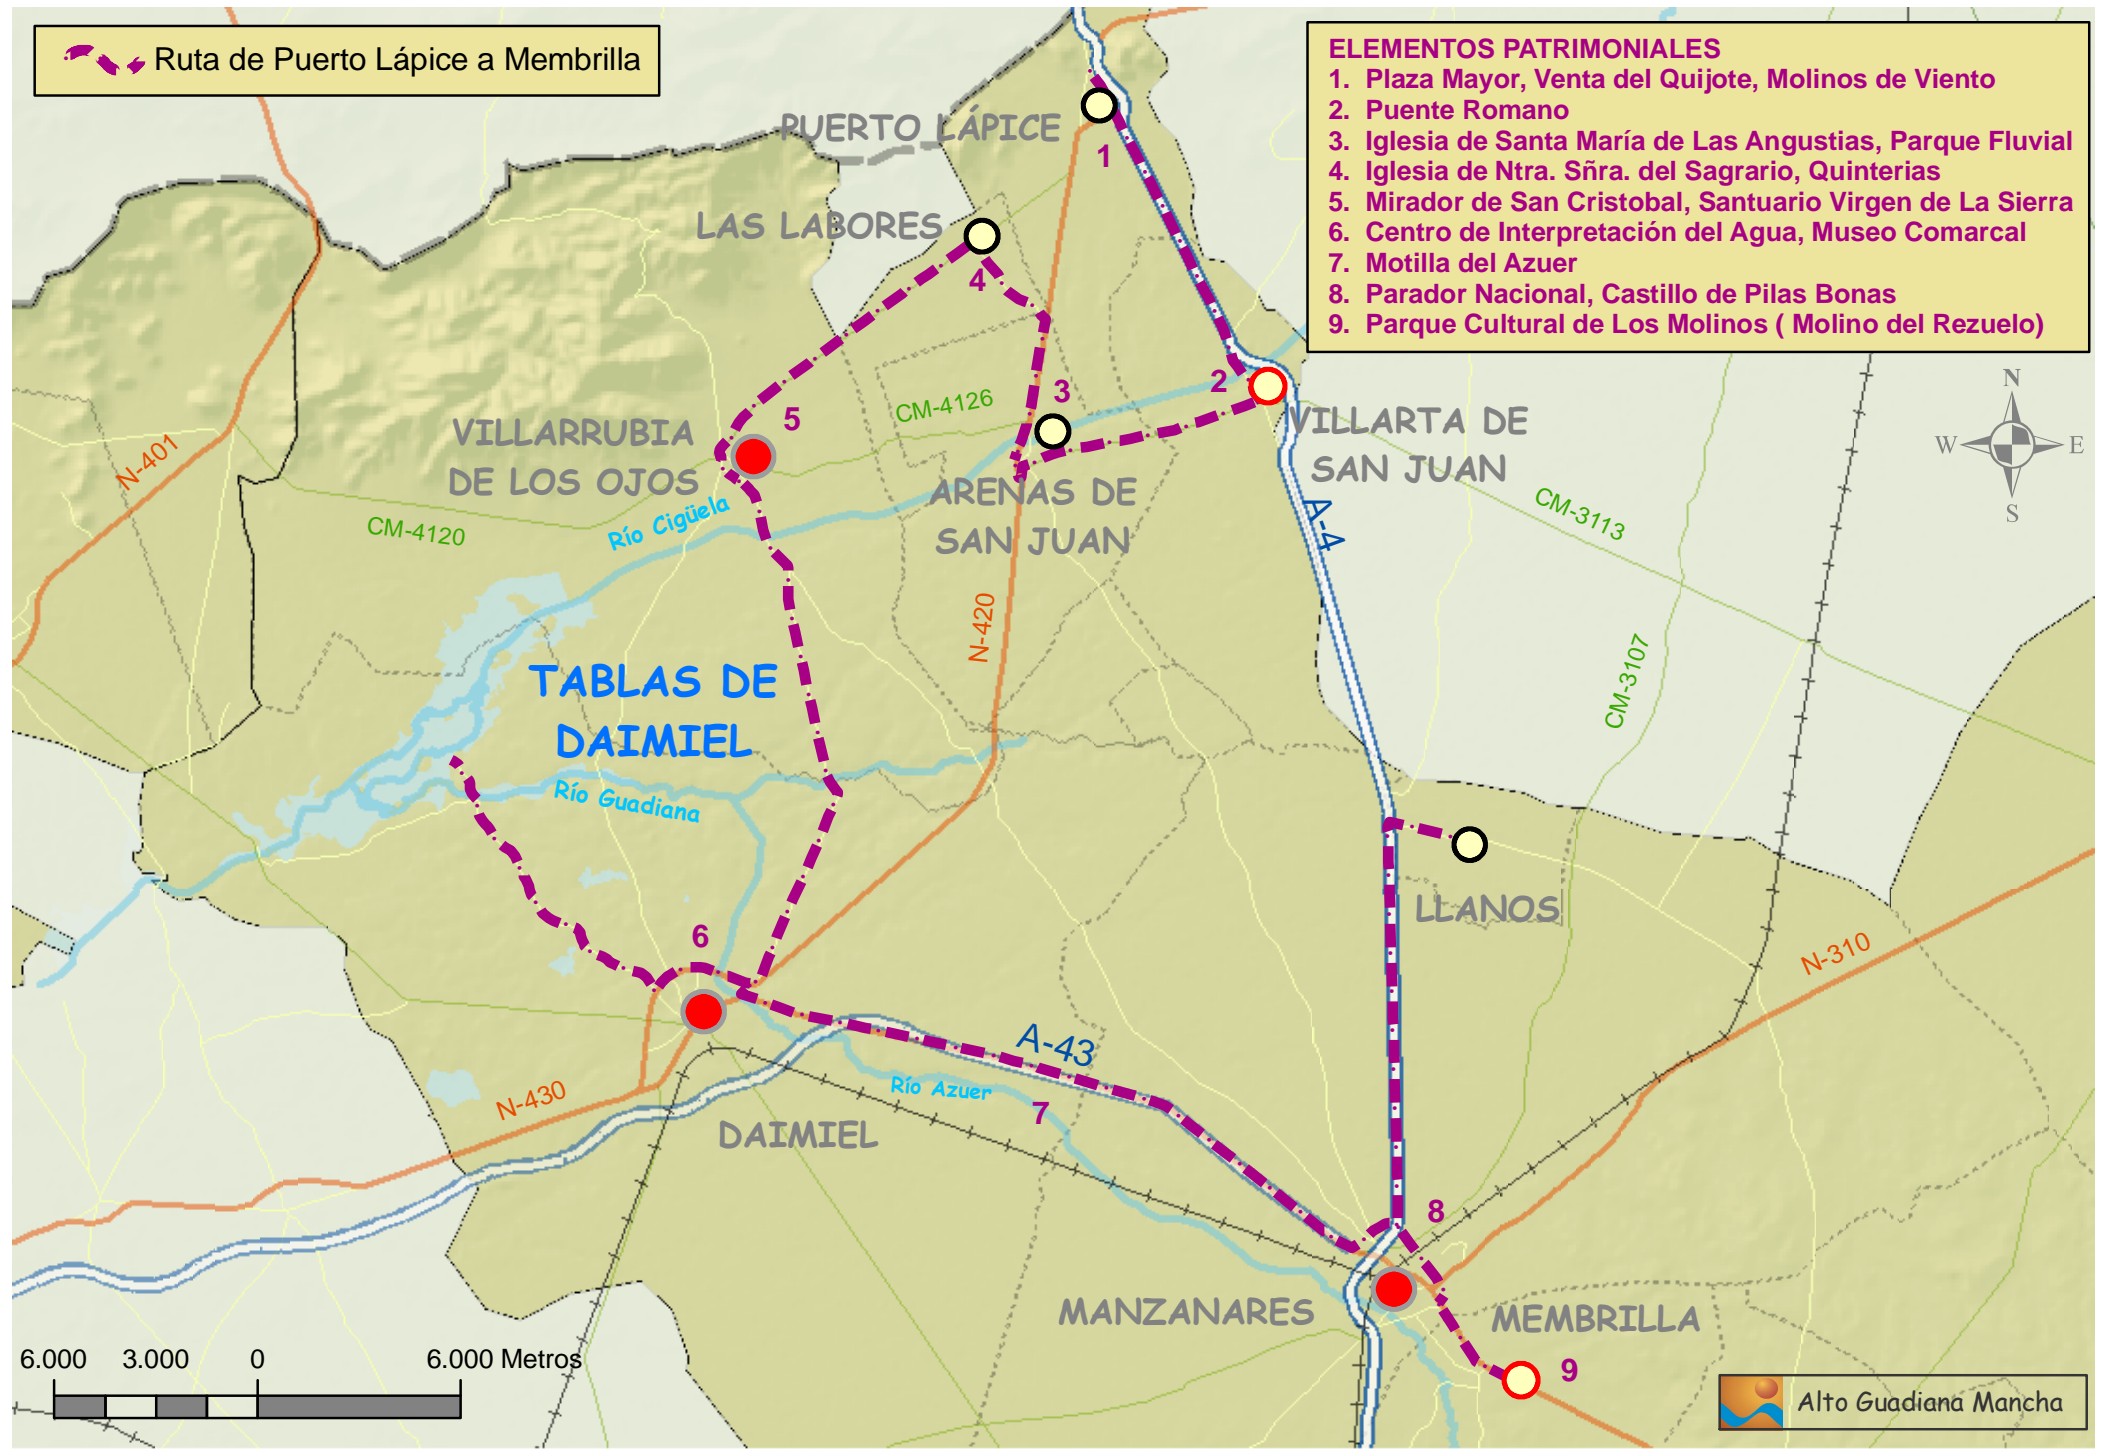 Ruta de Puerto Lápice a Membrilla
ELEMENTOS PATRIMONIALES
1. Plaza Mayor, Venta del Quijote, Molinos de Viento
2. Puente Romano
3. Iglesia de Santa María de Las Angustias, Parque Fluvial
4. Iglesia de Ntra. Sñra. del Sagrario, Quinterias
5. Mirador de San Cristobal, Santuario Virgen de La Sierra
6. Centro de Interpretación del Agua, Museo Comarcal
7. Motilla del Azuer
8. Parador Nacional, Castillo de Pilas Bonas
9. Parque Cultural de Los Molinos ( Molino del Rezuelo)
PUERTO LÁPICE
1
LAS LABORES
4
N
W
E
S
2
3
5
CM-4126
VILLARRUBIA
DE LOS OJOS
VILLARTA DE
SAN JUAN
N-401
ARENAS DE
SAN JUAN
CM-4120
Río Cigüela
A-4
CM-3113
N-420
CM-3107
TABLAS DE
DAIMIEL
Río Guadiana
LLANOS
6
N-310
A-43
Río Azuer
7
N-430
DAIMIEL
8
MANZANARES
MEMBRILLA
9
6.000 3.000 0 6.000 Metros
Alto Guadiana Mancha